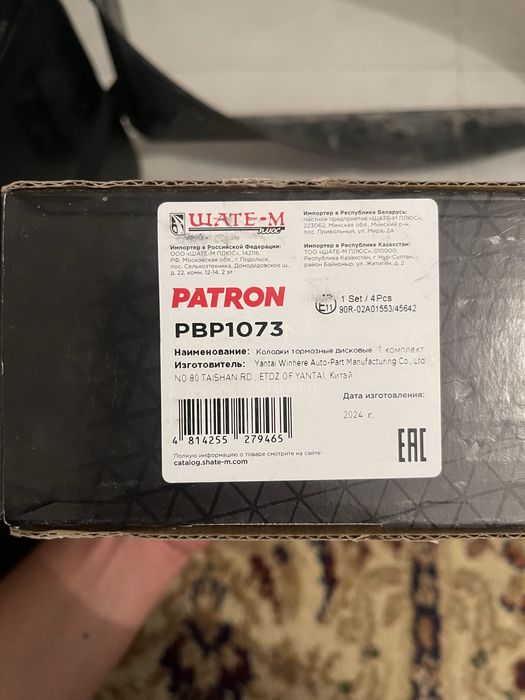 ШАТЕ-М
ПЛЮС
Импортер в Российской Федерации:
ООО «ШАТЕ-М ПЛЮС», 142116,
РФ, Московская обл., г. Подольск,
пос. Сельхозтехника, Домодедовское ш.,
д. 22, комн. 12-14, 2 эт.
Импортер в Республике Беларусь:
Частное предприятие «ШАТЕ-М ПЛЮС»,
223062, Минская обл., Минский р-н,
пос. Привольный, ул. Мира/2А
Импортер в Республике Казахстан:
ТОО «ШАТЕ-М ПЛЮС», 010000,
Республика Казахстан, г. Нур-Султан,
район Байконыр, ул. Жетиген, д. 2
PATRON
E11
1 Set / 4 Pcs
90R-02A01553/45642
PBP1073
Наименование: Колодки тормозные дисковые 1 комплект
Изготовитель: Yantai Winhere Auto-Part Manufacturing Co., Ltd
NO.80 TAISHAN RD., ETDZ OF YANTAI, Китай
Дата изготовления:
2024 г.
4 814255 279465
EAC
Полную информацию о товаре смотрите на сайте:
catalog.shate-m.com